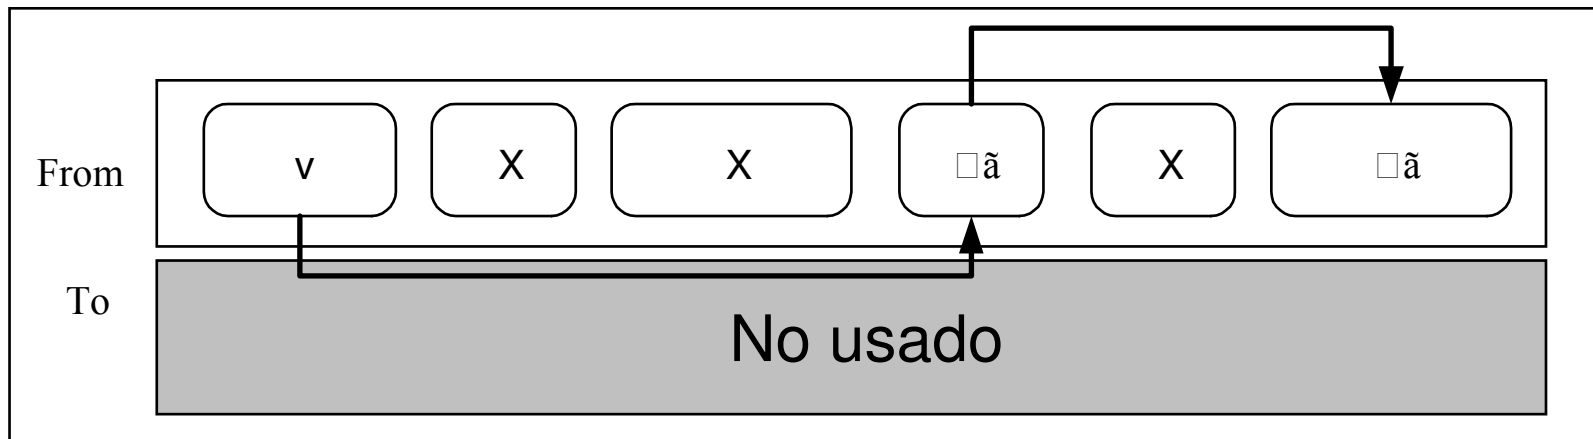 From
v X X □ã X □ã
To
No usado